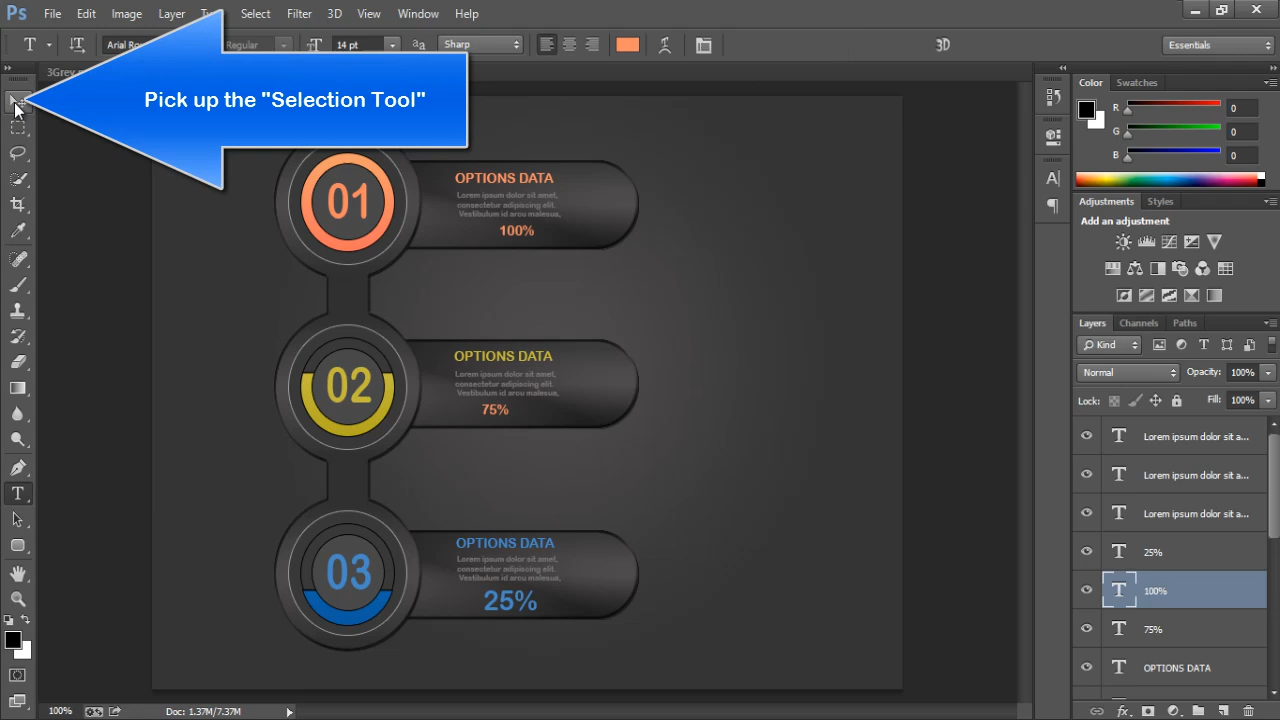 Ps File Edit Image Layer Select Filter 3D View Window Help
T Regular 14 pt aa Sharp 3D Essentials
Pick up the "Selection Tool"
Color Swatches
R 0
G 0
B 0
Adjustments Styles
Add an adjustment
01
OPTIONS DATA
Lorem ipsum dolor sit amet,
consectetur adipiscing elit.
Vestibulum id arcu malesus,
100%
02
OPTIONS DATA
Lorem ipsum dolor sit amet,
consectetur adipiscing elit.
Vestibulum id arcu malesus,
75%
03
OPTIONS DATA
Lorem ipsum dolor sit amet,
consectetur adipiscing elit.
Vestibulum id arcu malesus,
25%
Layers Channels Paths
Kind
Normal Opacity: 100%
Lock: Fill: 100%
T Lorem ipsum dolor sit a...
T Lorem ipsum dolor sit a...
T Lorem ipsum dolor sit a...
T 25%
T 100%
T 75%
T OPTIONS DATA
100% Doc: 1.37M/7.37M